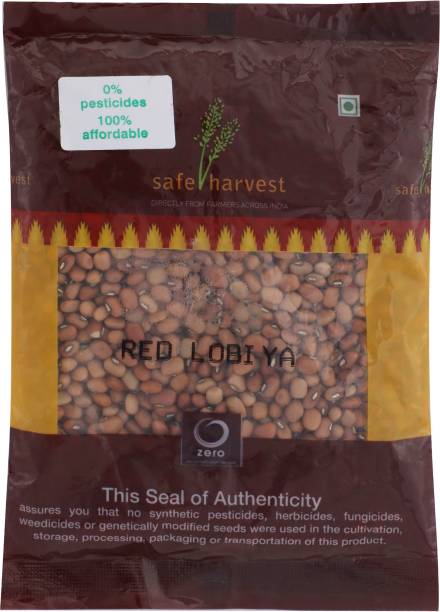 0%
pesticides
100%
affordable
safe harvest
DIRECTLY FROM FARMERS ACROSS INDIA
RED LOBIYA
zero
This Seal of Authenticity
assures you that no synthetic pesticides, herbicides, fungicides,
weedicides or genetically modified seeds were used in the cultivation,
storage, processing, packaging or transportation of this product.